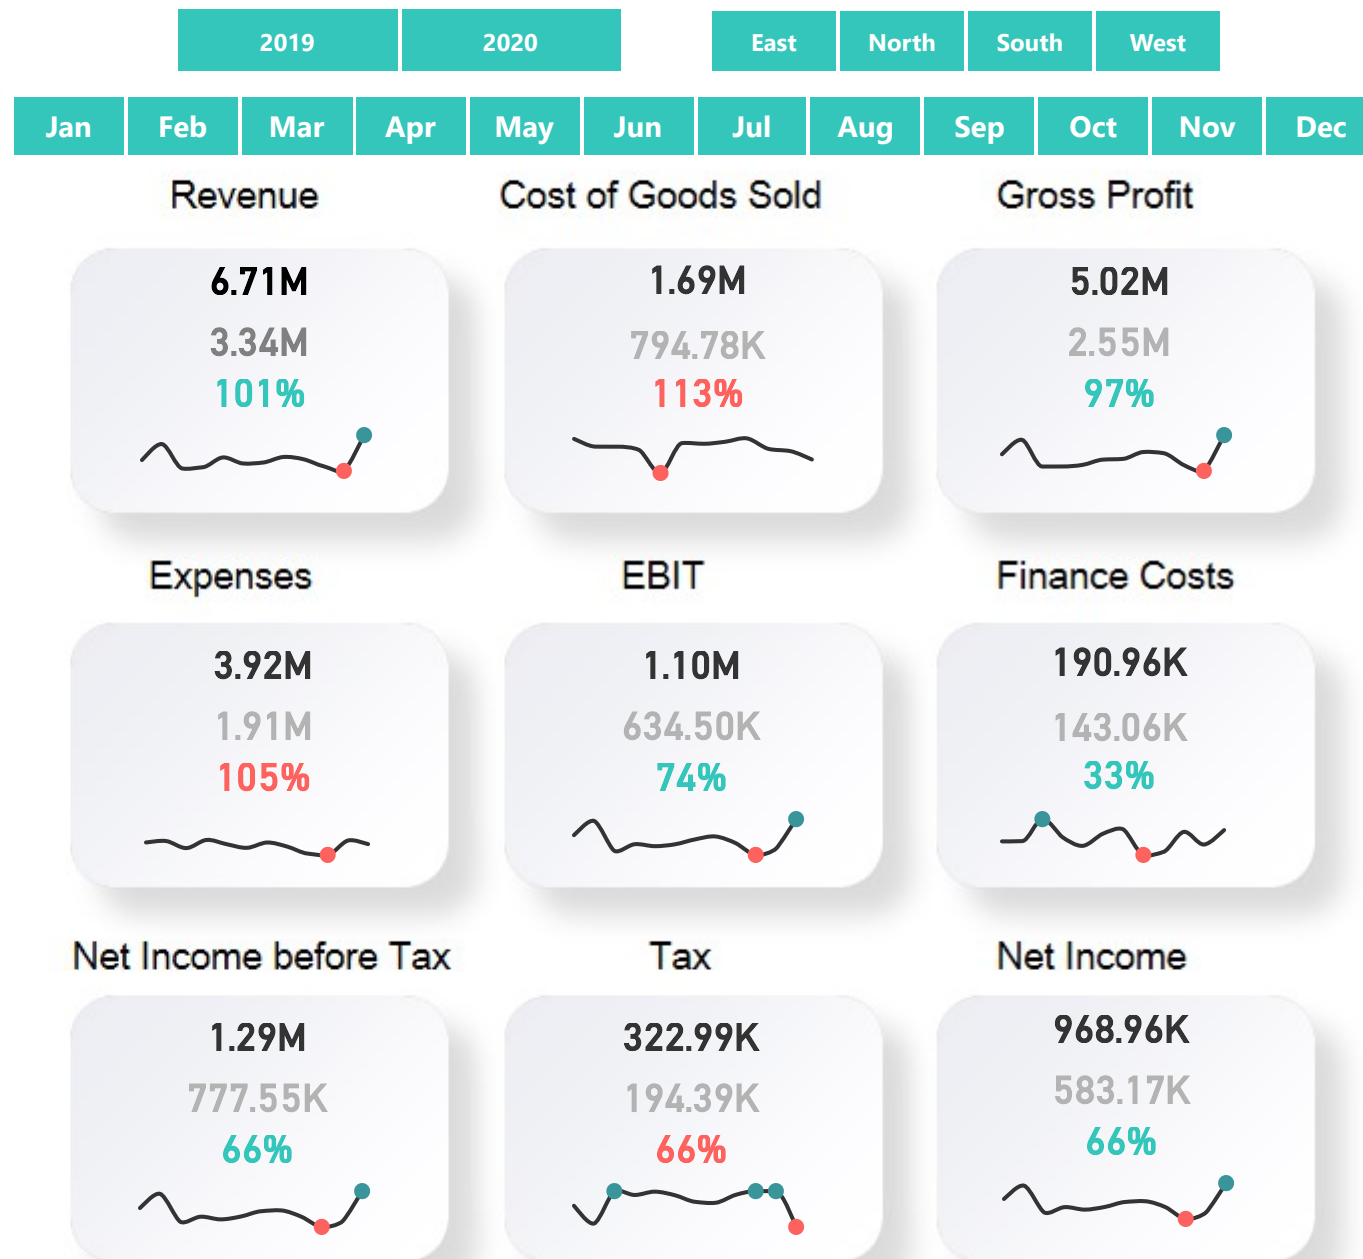 2019 2020 East North South West
Jan Feb Mar Apr May Jun Jul Aug Sep Oct Nov Dec
Revenue Cost of Goods Sold Gross Profit
6.71M 1.69M 5.02M
3.34M 794.78K 2.55M
101% 113% 97%
Expenses EBIT Finance Costs
3.92M 1.10M 190.96K
1.91M 634.50K 143.06K
105% 74% 33%
Net Income before Tax Tax Net Income
1.29M 322.99K 968.96K
777.55K 194.39K 583.17K
66% 66% 66%